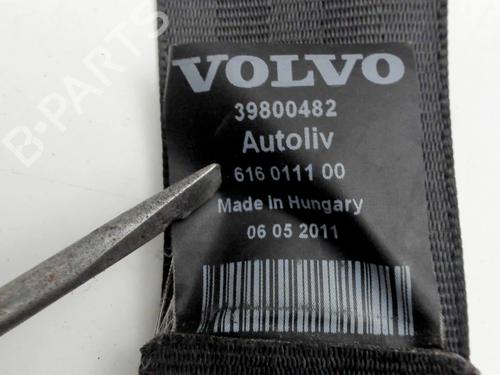 B-PARTS
VOLVO
39800482
Autoliv
616 0111 00
Made in Hungary
06 05 2011